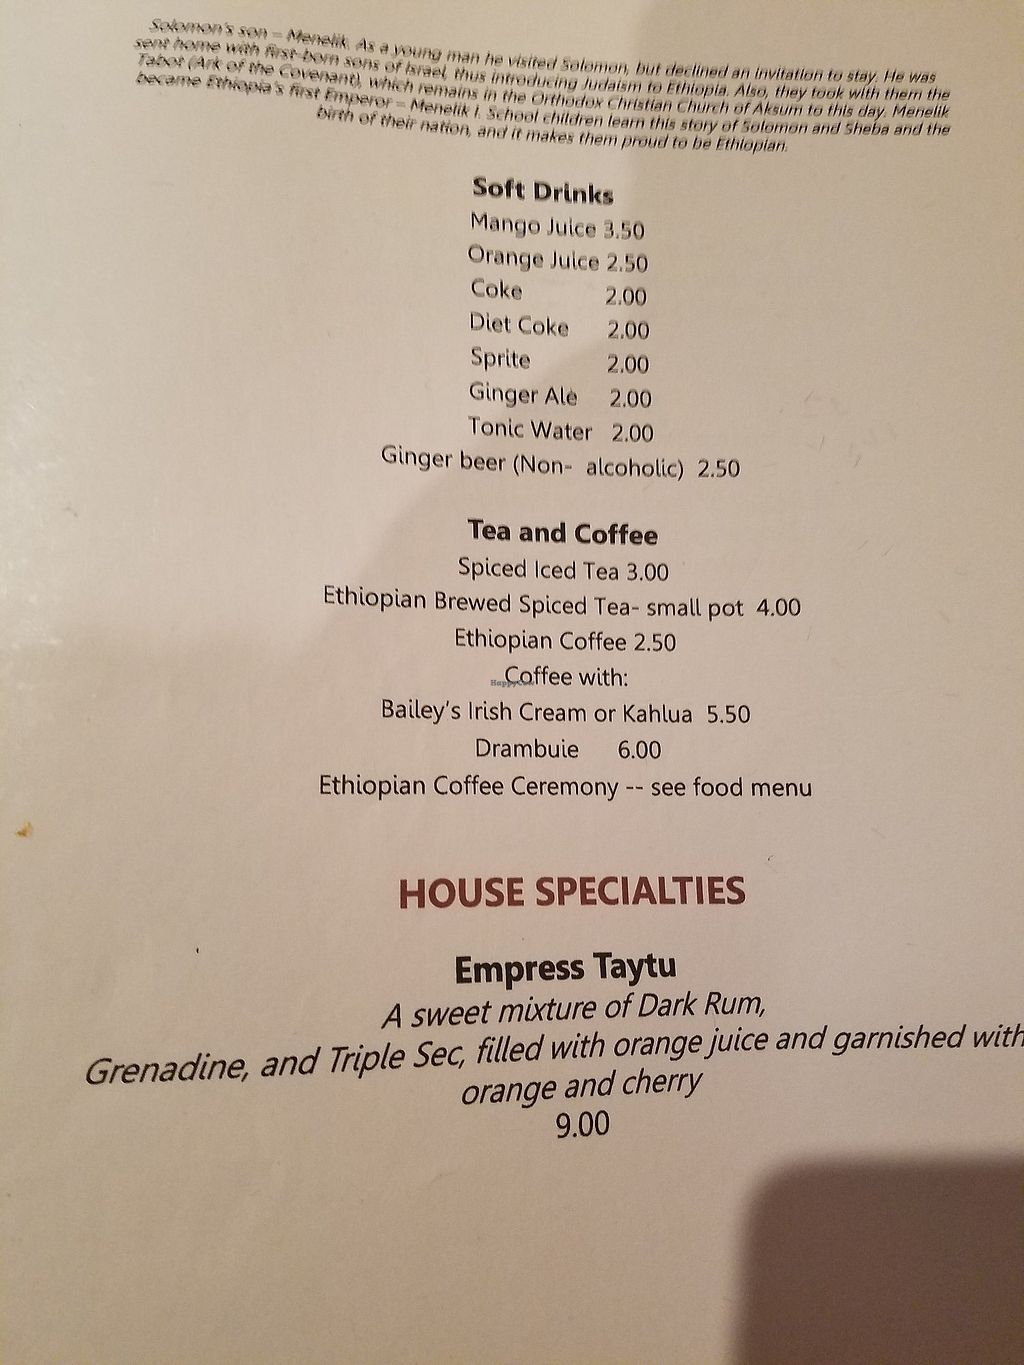 Solomon's son – Menelik. As a young man he visited Solomon, but declined an invitation to stay. He was
sent home with first-born sons of Israel, thus introducing Judaism to Ethiopia. Also, they took with them the
Tabot (Ark of the Covenant), which remains in the Orthodox Christian Church of Aksum to this day. Menelik
became Ethiopia's first Emperor – Menelik I. School children learn this story of Solomon and Sheba and the
birth of their nation, and it makes them proud to be Ethiopian.
Soft Drinks
Mango Juice 3.50
Orange Juice 2.50
Coke 2.00
Diet Coke 2.00
Sprite 2.00
Ginger Ale 2.00
Tonic Water 2.00
Ginger beer (Non- alcoholic) 2.50
Tea and Coffee
Spiced Iced Tea 3.00
Ethiopian Brewed Spiced Tea- small pot 4.00
Ethiopian Coffee 2.50
Coffee with:
HappyCow
Bailey's Irish Cream or Kahlua 5.50
Drambuie 6.00
Ethiopian Coffee Ceremony -- see food menu
HOUSE SPECIALTIES
Empress Taytu
A sweet mixture of Dark Rum,
Grenadine, and Triple Sec, filled with orange juice and garnished with
orange and cherry
9.00